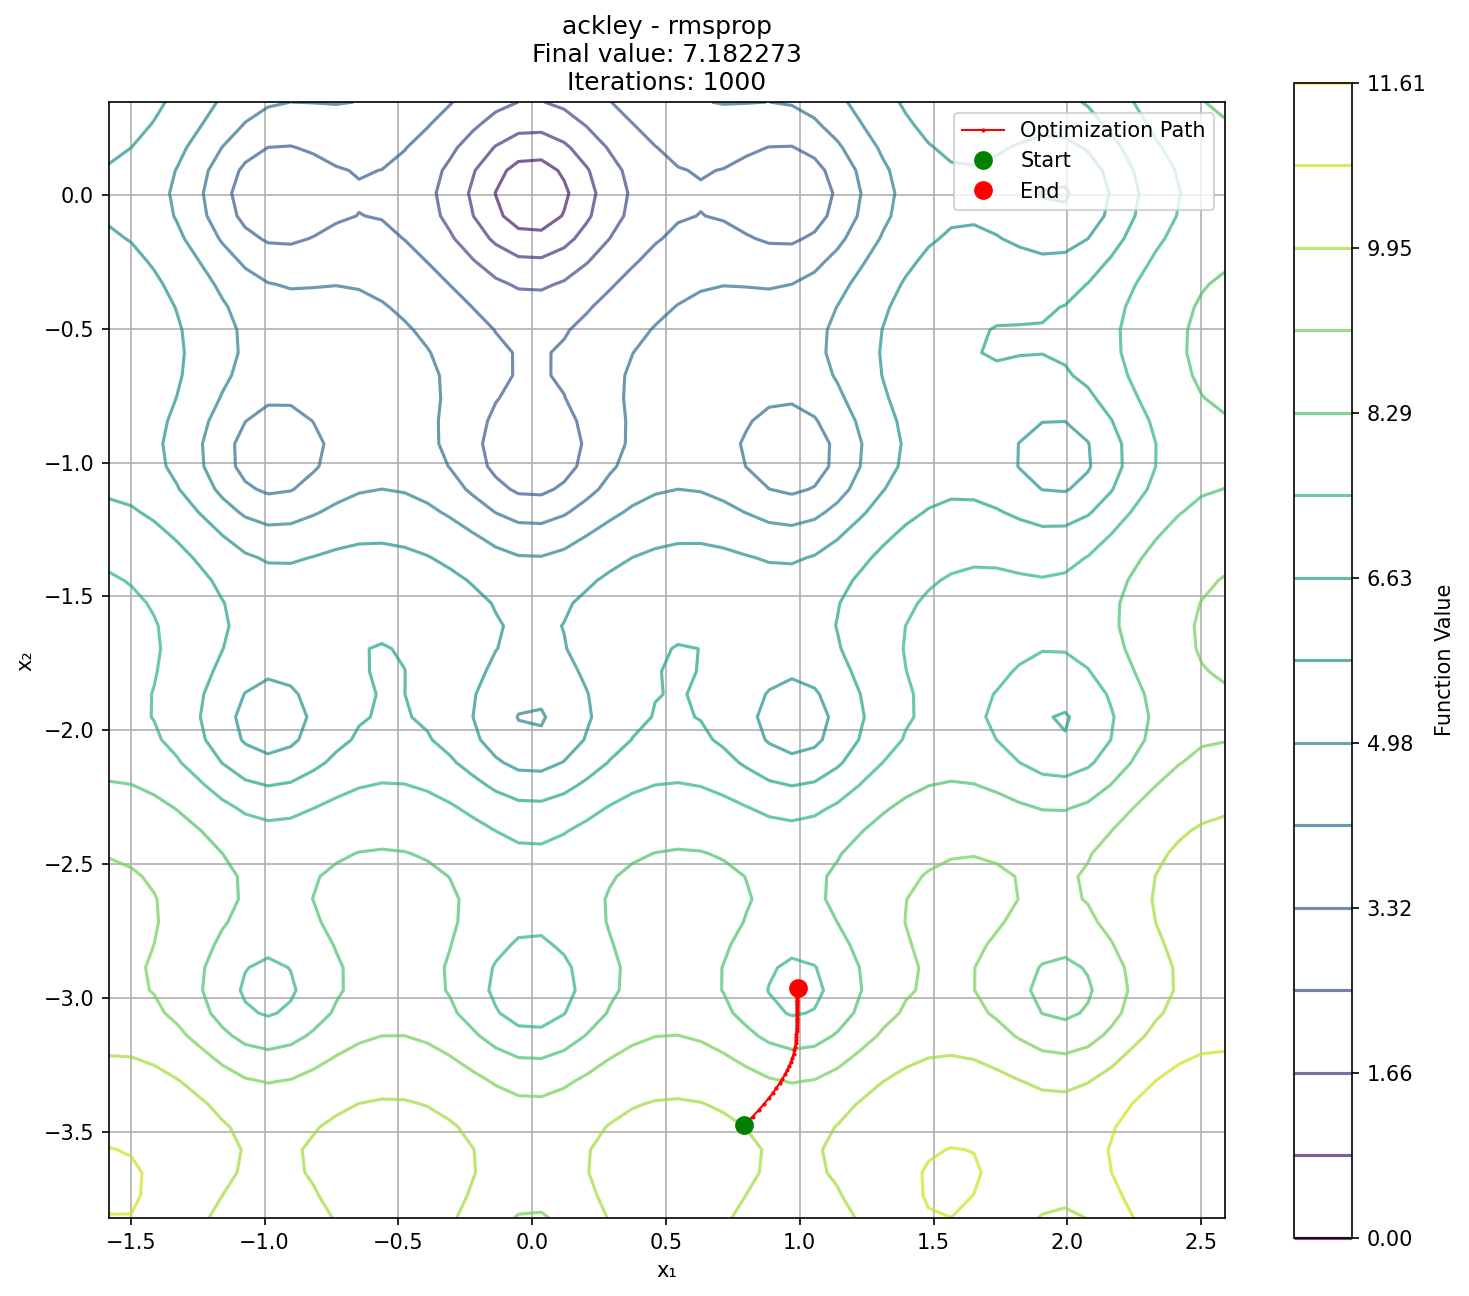 ackley - rmsprop
Final value: 7.182273
Iterations: 1000
Optimization Path
Start
End
0.0
−0.5
−1.0
−1.5
−2.0
−2.5
−3.0
−3.5
x₂
−1.5
−1.0
−0.5
0.0
0.5
1.0
1.5
2.0
2.5
x₁
11.61
9.95
8.29
6.63
4.98
3.32
1.66
0.00
Function Value